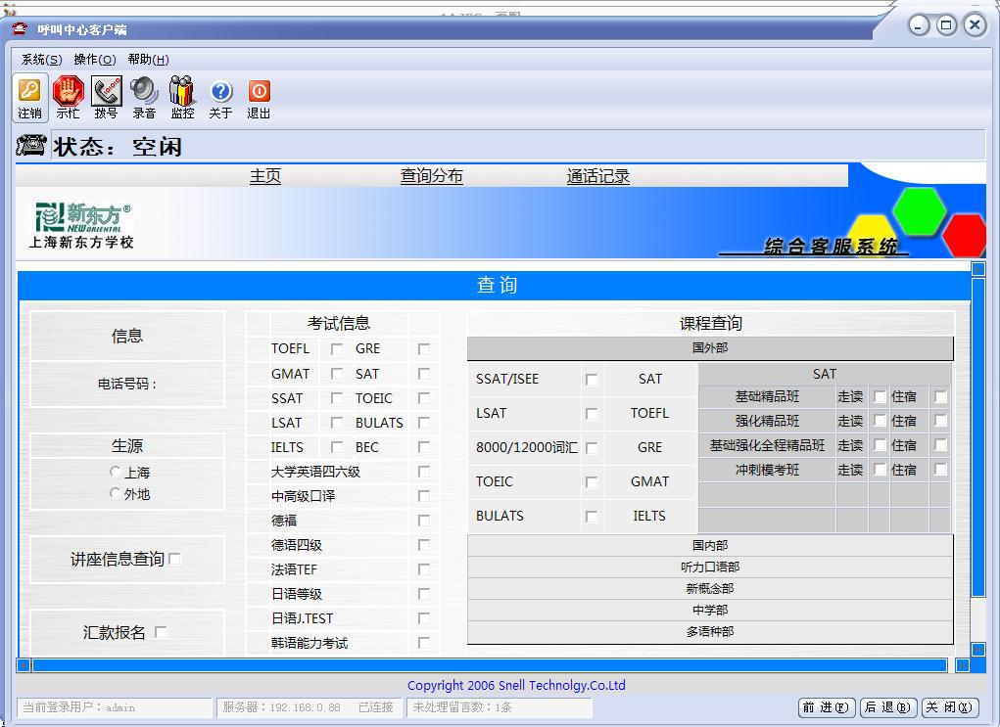 呼叫中心客户端
系统(S) 操作(O) 帮助(H)
注销 示忙 拨号 录音 监控 关于 退出
状态：空闲
主页 查询分布 通话记录
新东方®
NEW ORIENTAL
上海新东方学校
综合客服系统
查询
信息
电话号码：
生源
上海
外地
讲座信息查询
汇款报名
考试信息
TOEFL GRE
GMAT SAT
SSAT TOEIC
LSAT BULATS
IELTS BEC
大学英语四六级
中高级口译
德福
德语四级
法语TEF
日语等级
日语J.TEST
韩语能力考试
课程查询
国外部
SSAT/ISEE SAT
LSAT TOEFL
8000/12000词汇 GRE
TOEIC GMAT
BULATS IELTS
SAT
基础精品班 走读 住宿
强化精品班 走读 住宿
基础强化全程精品班 走读 住宿
冲刺模考班 走读 住宿
国内部
听力口语部
新概念部
中学部
多语种部
Copyright 2006 Snell Technolgy.Co.Ltd
当前登录用户：admin 服务器：192.168.0.88 已连接 未处理留言数：1条
前 进(F) 后 退(B) 关 闭(X)